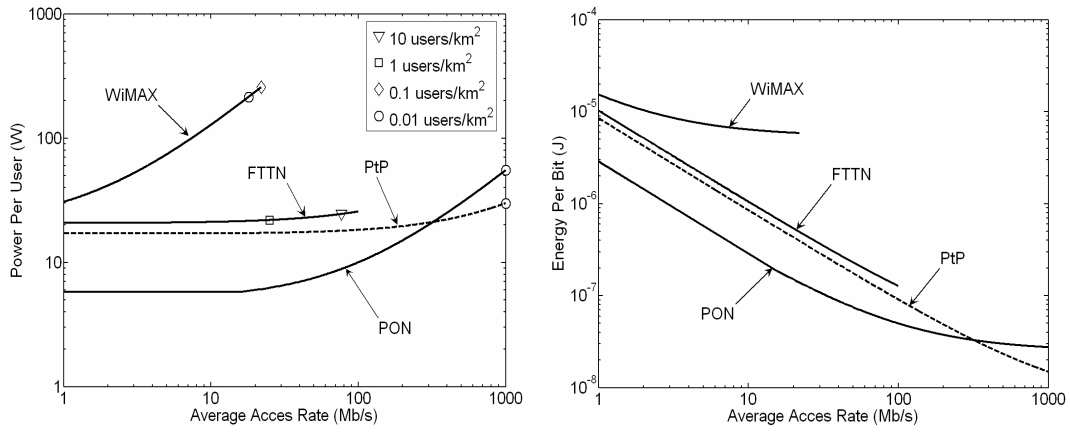 1000
100
10
1
Power Per User (W)
▽ 10 users/km²
□ 1 users/km²
◇ 0.1 users/km²
○ 0.01 users/km²
WiMAX
FTTN
PtP
PON
1 10 100 1000
Average Acces Rate (Mb/s)
10⁻⁴
10⁻⁵
10⁻⁶
10⁻⁷
10⁻⁸
Energy Per Bit (J)
WiMAX
FTTN
PtP
PON
1 10 100 1000
Average Acces Rate (Mb/s)